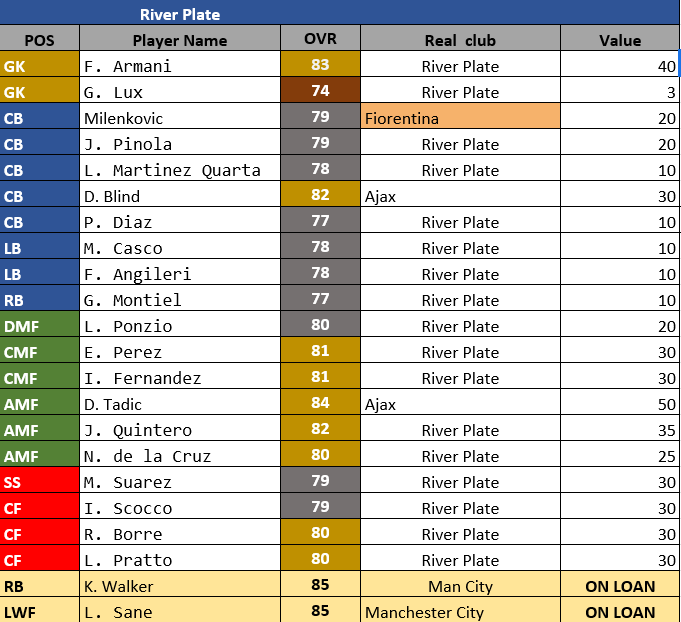 River Plate
POS Player Name OVR Real club Value
GK F. Armani 83 River Plate 40
GK G. Lux 74 River Plate 3
CB Milenkovic 79 Fiorentina 20
CB J. Pinola 79 River Plate 20
CB L. Martinez Quarta 78 River Plate 10
CB D. Blind 82 Ajax 30
CB P. Diaz 77 River Plate 10
LB M. Casco 78 River Plate 10
LB F. Angileri 78 River Plate 10
RB G. Montiel 77 River Plate 10
DMF L. Ponzio 80 River Plate 20
CMF E. Perez 81 River Plate 30
CMF I. Fernandez 81 River Plate 30
AMF D. Tadic 84 Ajax 50
AMF J. Quintero 82 River Plate 35
AMF N. de la Cruz 80 River Plate 25
SS M. Suarez 79 River Plate 30
CF I. Scocco 79 River Plate 30
CF R. Borre 80 River Plate 30
CF L. Pratto 80 River Plate 30
RB K. Walker 85 Man City ON LOAN
LWF L. Sane 85 Manchester City ON LOAN